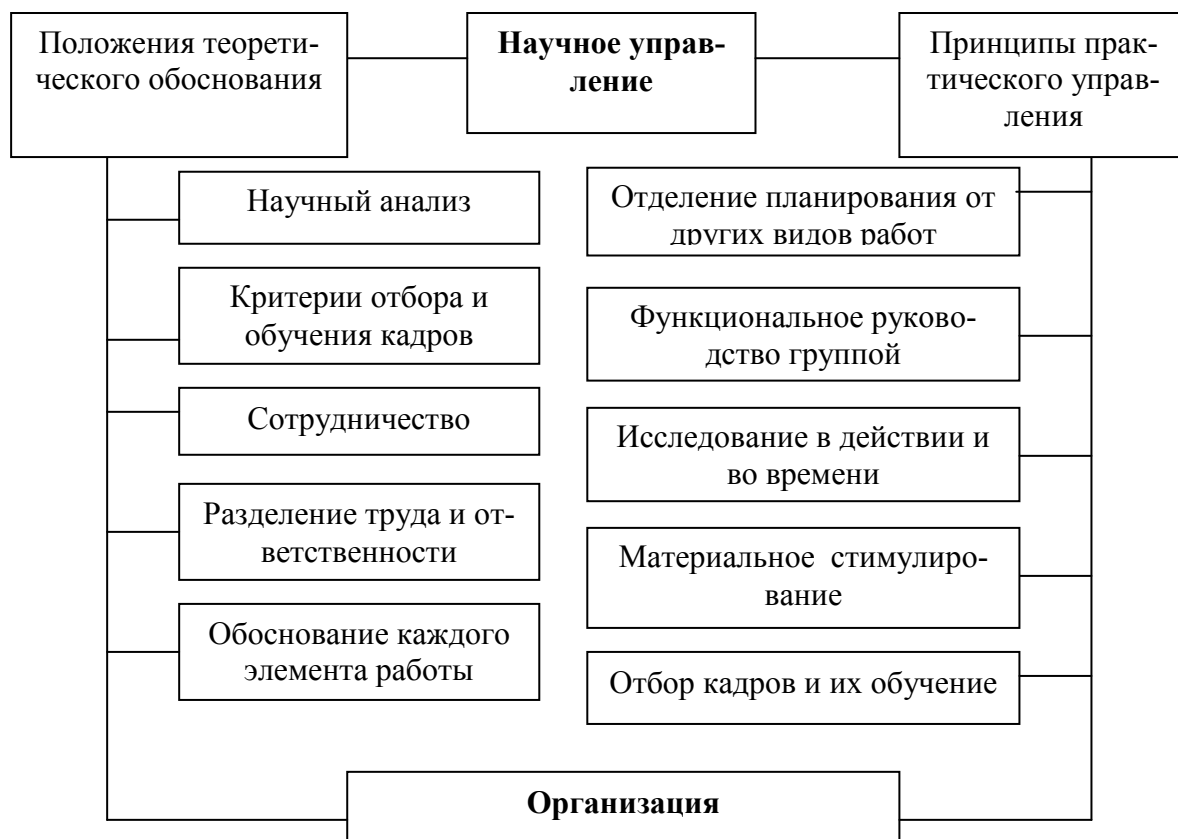 Положения теорети-
ческого обоснования
Научное управ-
ление
Принципы прак-
тического управ-
ления
Научный анализ
Критерии отбора и
обучения кадров
Сотрудничество
Разделение труда и от-
ветственности
Обоснование каждого
элемента работы
Отделение планирования от
других видов работ
Функциональное руково-
дство группой
Исследование в действии и
во времени
Материальное стимулиро-
вание
Отбор кадров и их обучение
Организация